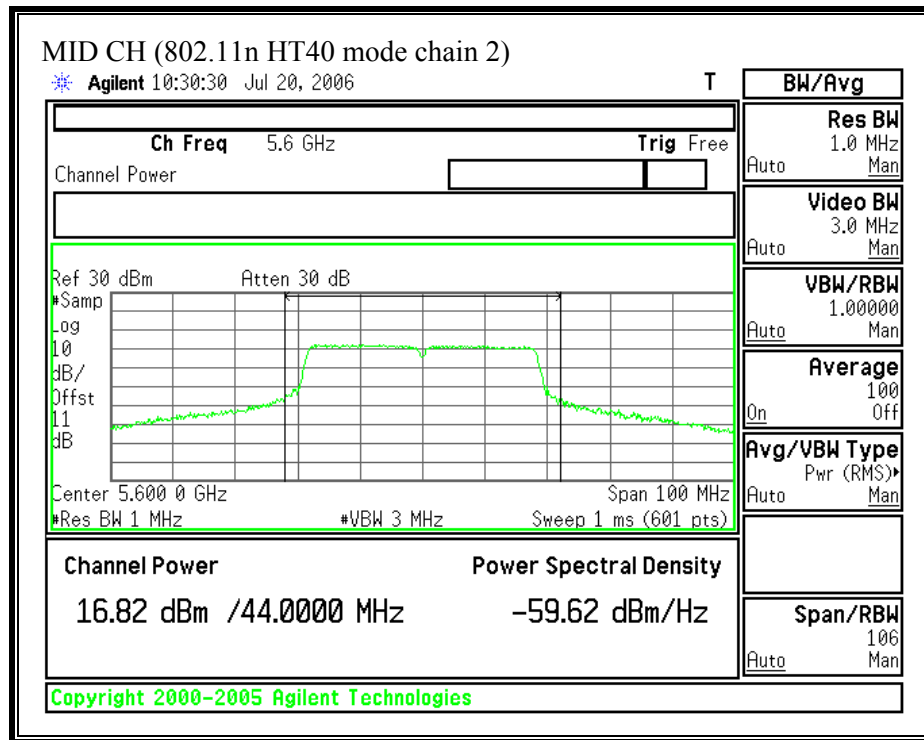 MID CH (802.11n HT40 mode chain 2)
Agilent 10:30:30 Jul 20, 2006 T
BW/Avg
Ch Freq 5.6 GHz Trig Free
Channel Power
Res BW
1.0 MHz
Auto Man
Video BW
3.0 MHz
Auto Man
VBW/RBW
1.00000
Auto Man
Average
100
On Off
Avg/VBW Type
Pwr (RMS)
Auto Man
Span/RBW
106
Auto Man
Ref 30 dBm Atten 30 dB
#Samp
Log
10
dB/
Offst
11
dB
Center 5.600 0 GHz Span 100 MHz
#Res BW 1 MHz #VBW 3 MHz Sweep 1 ms (601 pts)
Channel Power Power Spectral Density
16.82 dBm /44.0000 MHz -59.62 dBm/Hz
Copyright 2000-2005 Agilent Technologies